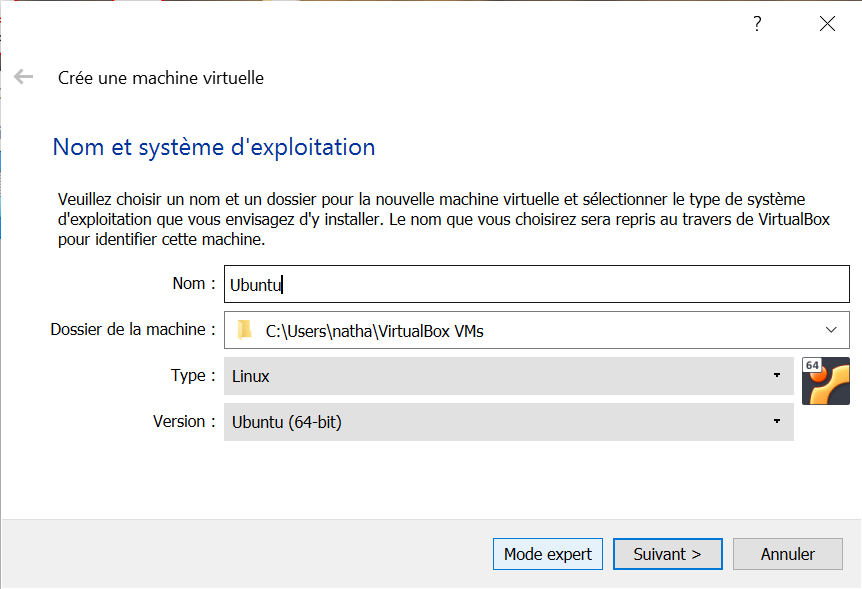 ?
Crée une machine virtuelle
Nom et système d'exploitation
Veuillez choisir un nom et un dossier pour la nouvelle machine virtuelle et sélectionner le type de système
d'exploitation que vous envisagez d'y installer. Le nom que vous choisirez sera repris au travers de VirtualBox
pour identifier cette machine.
Nom : Ubuntu
Dossier de la machine : C:\Users\natha\VirtualBox VMs
Type : Linux
64
Version : Ubuntu (64-bit)
Mode expert Suivant > Annuler